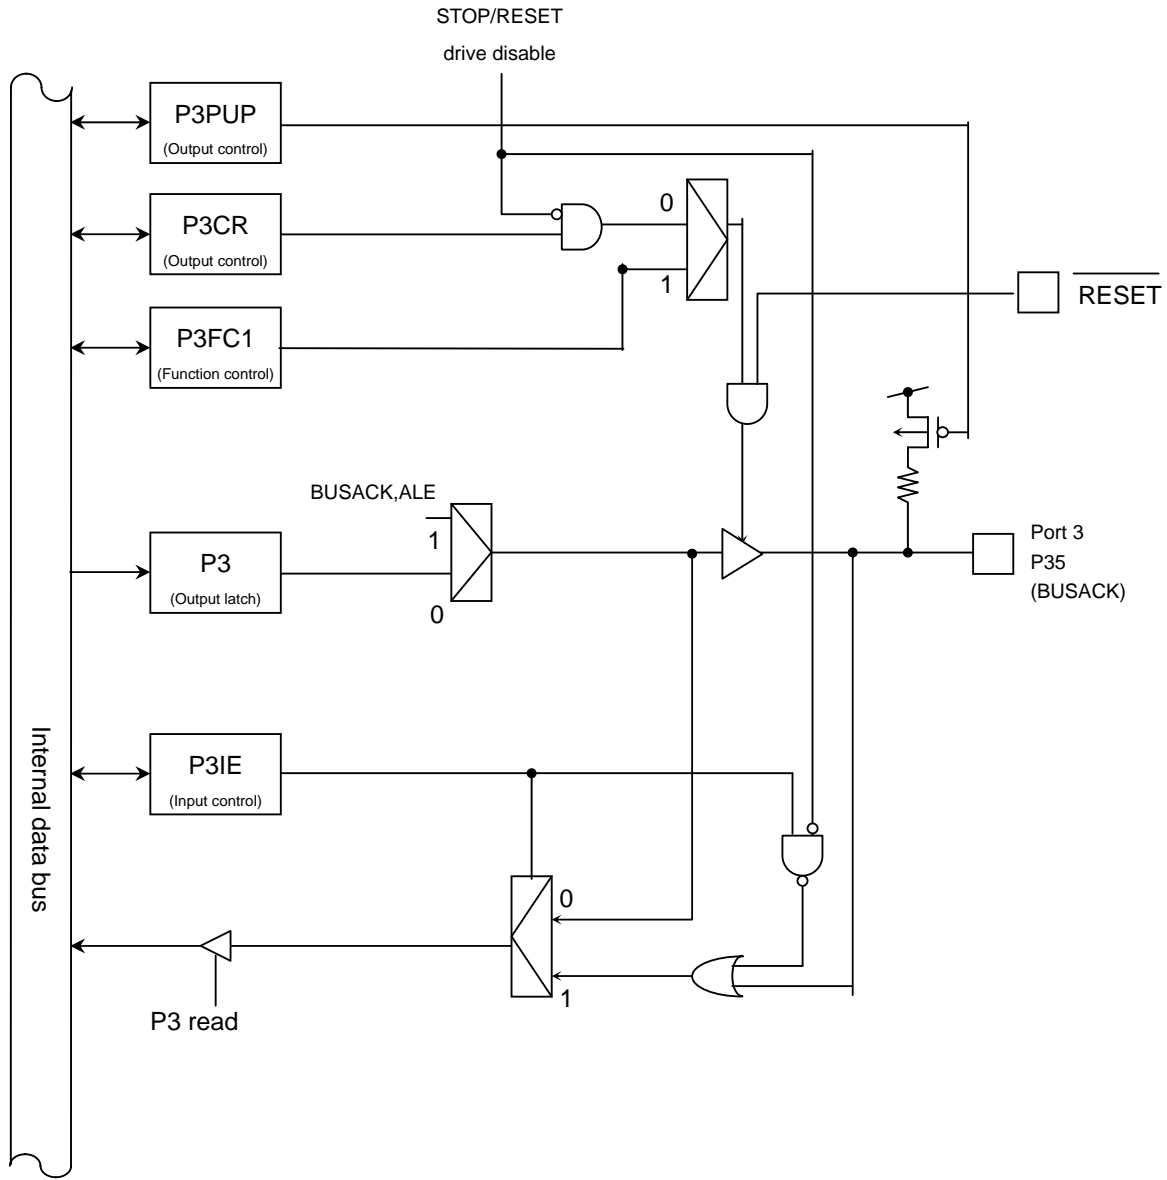 STOP/RESET
drive disable
P3PUP
(Output control)
0
P3CR
(Output control)
1
RESET
P3FC1
(Function control)
BUSACK,ALE
1
Port 3
P35
(BUSACK)
P3
(Output latch)
0
Internal data bus
P3IE
(Input control)
0
1
P3 read